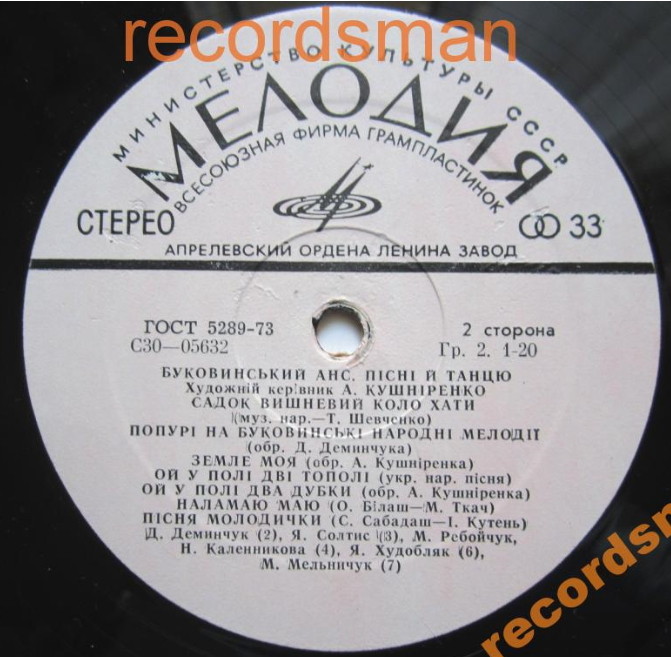 recordsman
МИНИСТЕРСТВО КУЛЬТУРЫ СССР
МЕЛОДИЯ
ВСЕСОЮЗНАЯ ФИРМА ГРАМПЛАСТИНОК
СТЕРЕО 33
АПРЕЛЕВСКИЙ ОРДЕНА ЛЕНИНА ЗАВОД
ГОСТ 5289-73 2 сторона
С30—05632 Гр. 2. 1-20
БУКОВИНСЬКИЙ АНС. ПІСНІ Й ТАНЦЮ
Художній керівник А. КУШНІРЕНКО
САДОК ВИШНЕВИЙ КОЛО ХАТИ
(муз. нар.—Т. Шевченко)
ПОПУРІ НА БУКОВИНСЬКІ НАРОДНІ МЕЛОДІЇ
(обр. Д. Деминчука)
ЗЕМЛЕ МОЯ (обр. А. Кушніренка)
ОЙ У ПОЛІ ДВІ ТОПОЛІ (укр. нар. пісня)
ОЙ У ПОЛІ ДВА ДУБКИ (обр. А. Кушніренка)
НАЛАМАЮ МАЮ (О. Білаш—М. Ткач)
ПІСНЯ МОЛОДИЧКИ (С. Сабадаш—І. Кутень)
Д. Деминчук (2), Я. Солтис (3), М. Ребойчук,
Н. Каленникова (4), Я. Худобляк (6),
М. Мельничук (7)
recordsm